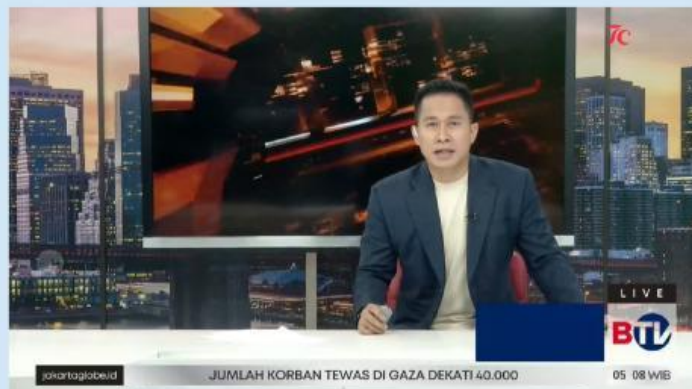 LIVE
BTV
jakartaglobe.id
JUMLAH KORBAN TEWAS DI GAZA DEKATI 40.000
05 08 WIB